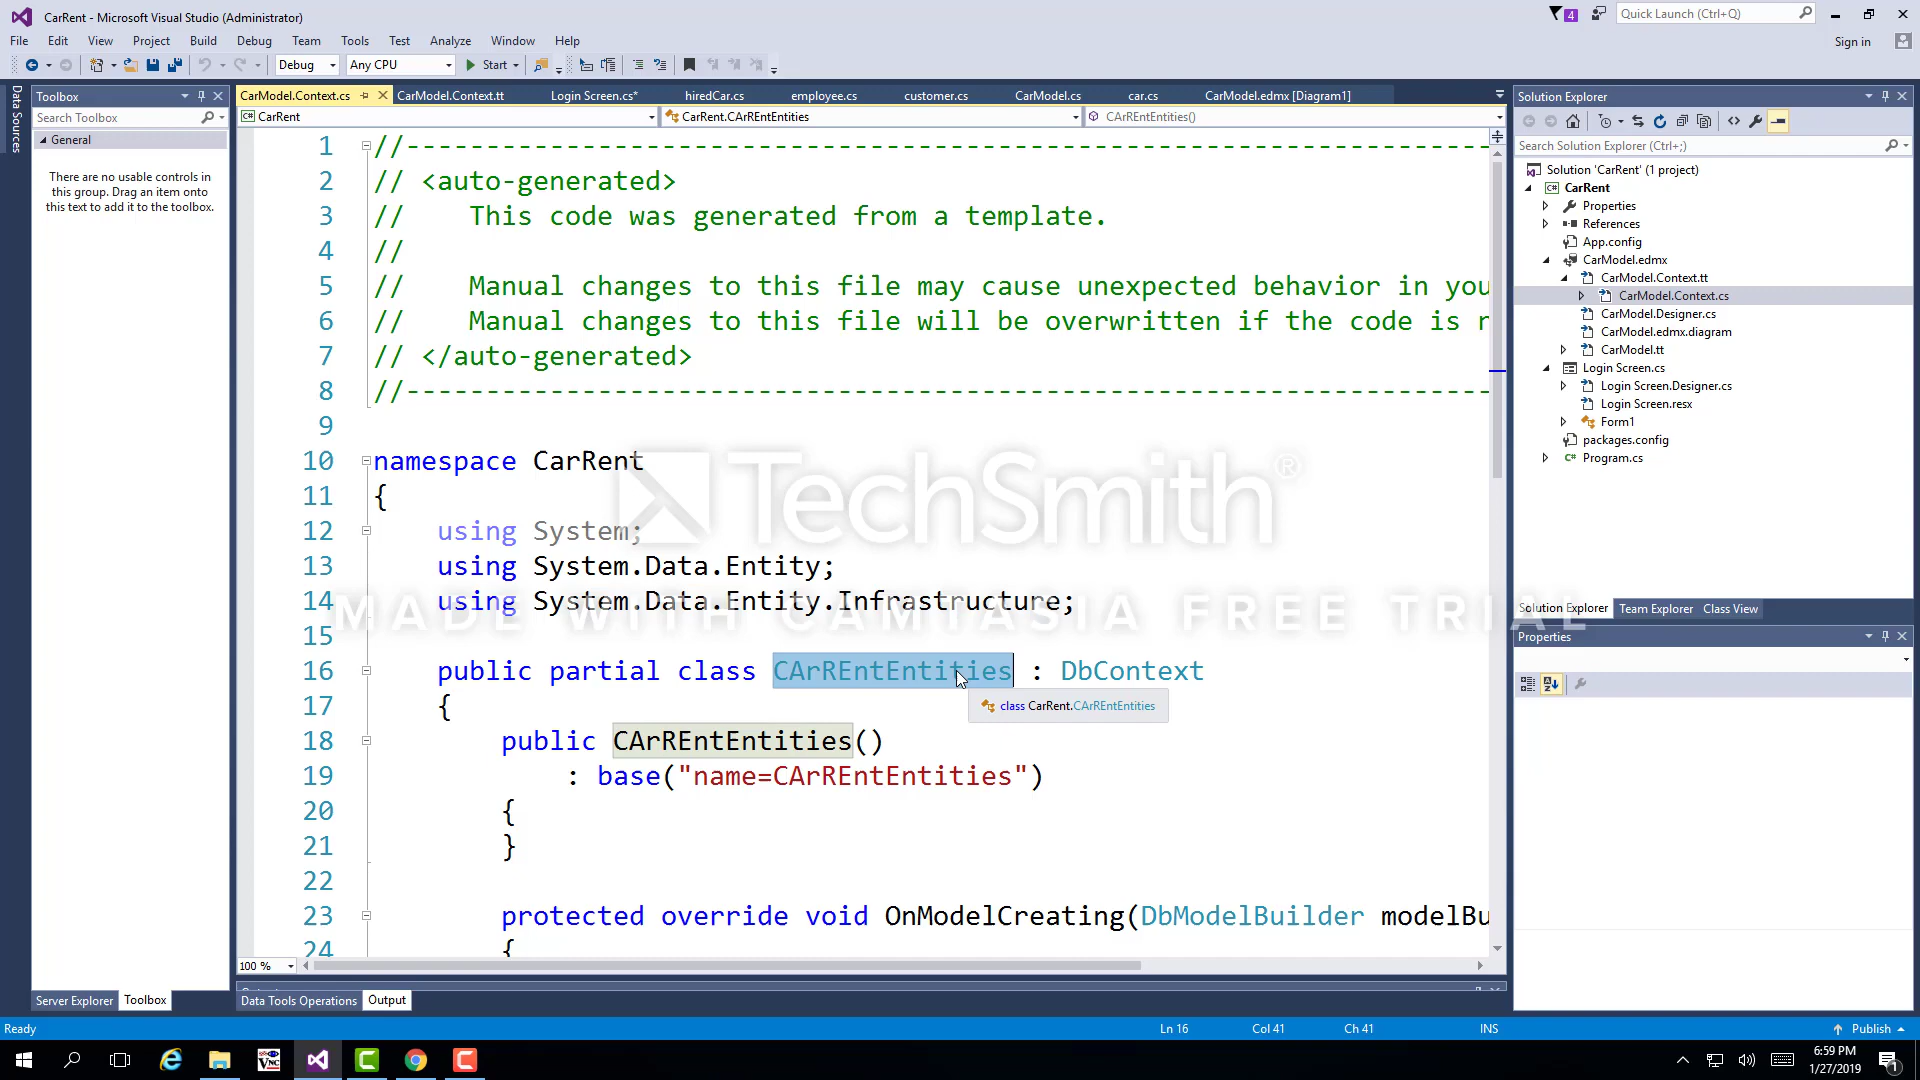 CarRent - Microsoft Visual Studio (Administrator)
4
Quick Launch (Ctrl+Q)
File Edit View Project Build Debug Team Tools Test Analyze Window Help
Sign in
Debug Any CPU Start
Data Sources
Toolbox
Search Toolbox
General
There are no usable controls in
this group. Drag an item onto
this text to add it to the toolbox.
CarModel.Context.cs CarModel.Context.tt Login Screen.cs* hiredCar.cs employee.cs customer.cs CarModel.cs car.cs CarModel.edmx [Diagram1]
CarRent CarRent.CArREntEntities CArREntEntities()
1 //--------------------------------------------------------------------
2 // <auto-generated>
3 //     This code was generated from a template.
4 //
5 //     Manual changes to this file may cause unexpected behavior in you
6 //     Manual changes to this file will be overwritten if the code is r
7 // </auto-generated>
8 //--------------------------------------------------------------------
9
10 namespace CarRent
11 {
12     using System;
13     using System.Data.Entity;
14     using System.Data.Entity.Infrastructure;
15
16     public partial class CArREntEntities : DbContext
17     {
class CarRent.CArREntEntities
18         public CArREntEntities()
19             : base("name=CArREntEntities")
20         {
21         }
22
23         protected override void OnModelCreating(DbModelBuilder modelBu
24         {
TechSmith®
MADE WITH CAMTASIA FREE TRIAL
100 %
Server Explorer Toolbox
Data Tools Operations Output
Solution Explorer
Search Solution Explorer (Ctrl+;)
Solution 'CarRent' (1 project)
CarRent
Properties
References
App.config
CarModel.edmx
CarModel.Context.tt
CarModel.Context.cs
CarModel.Designer.cs
CarModel.edmx.diagram
CarModel.tt
Login Screen.cs
Login Screen.Designer.cs
Login Screen.resx
Form1
packages.config
Program.cs
Solution Explorer Team Explorer Class View
Properties
Ready Ln 16 Col 41 Ch 41 INS Publish
VNC
6:59 PM
1/27/2019
1